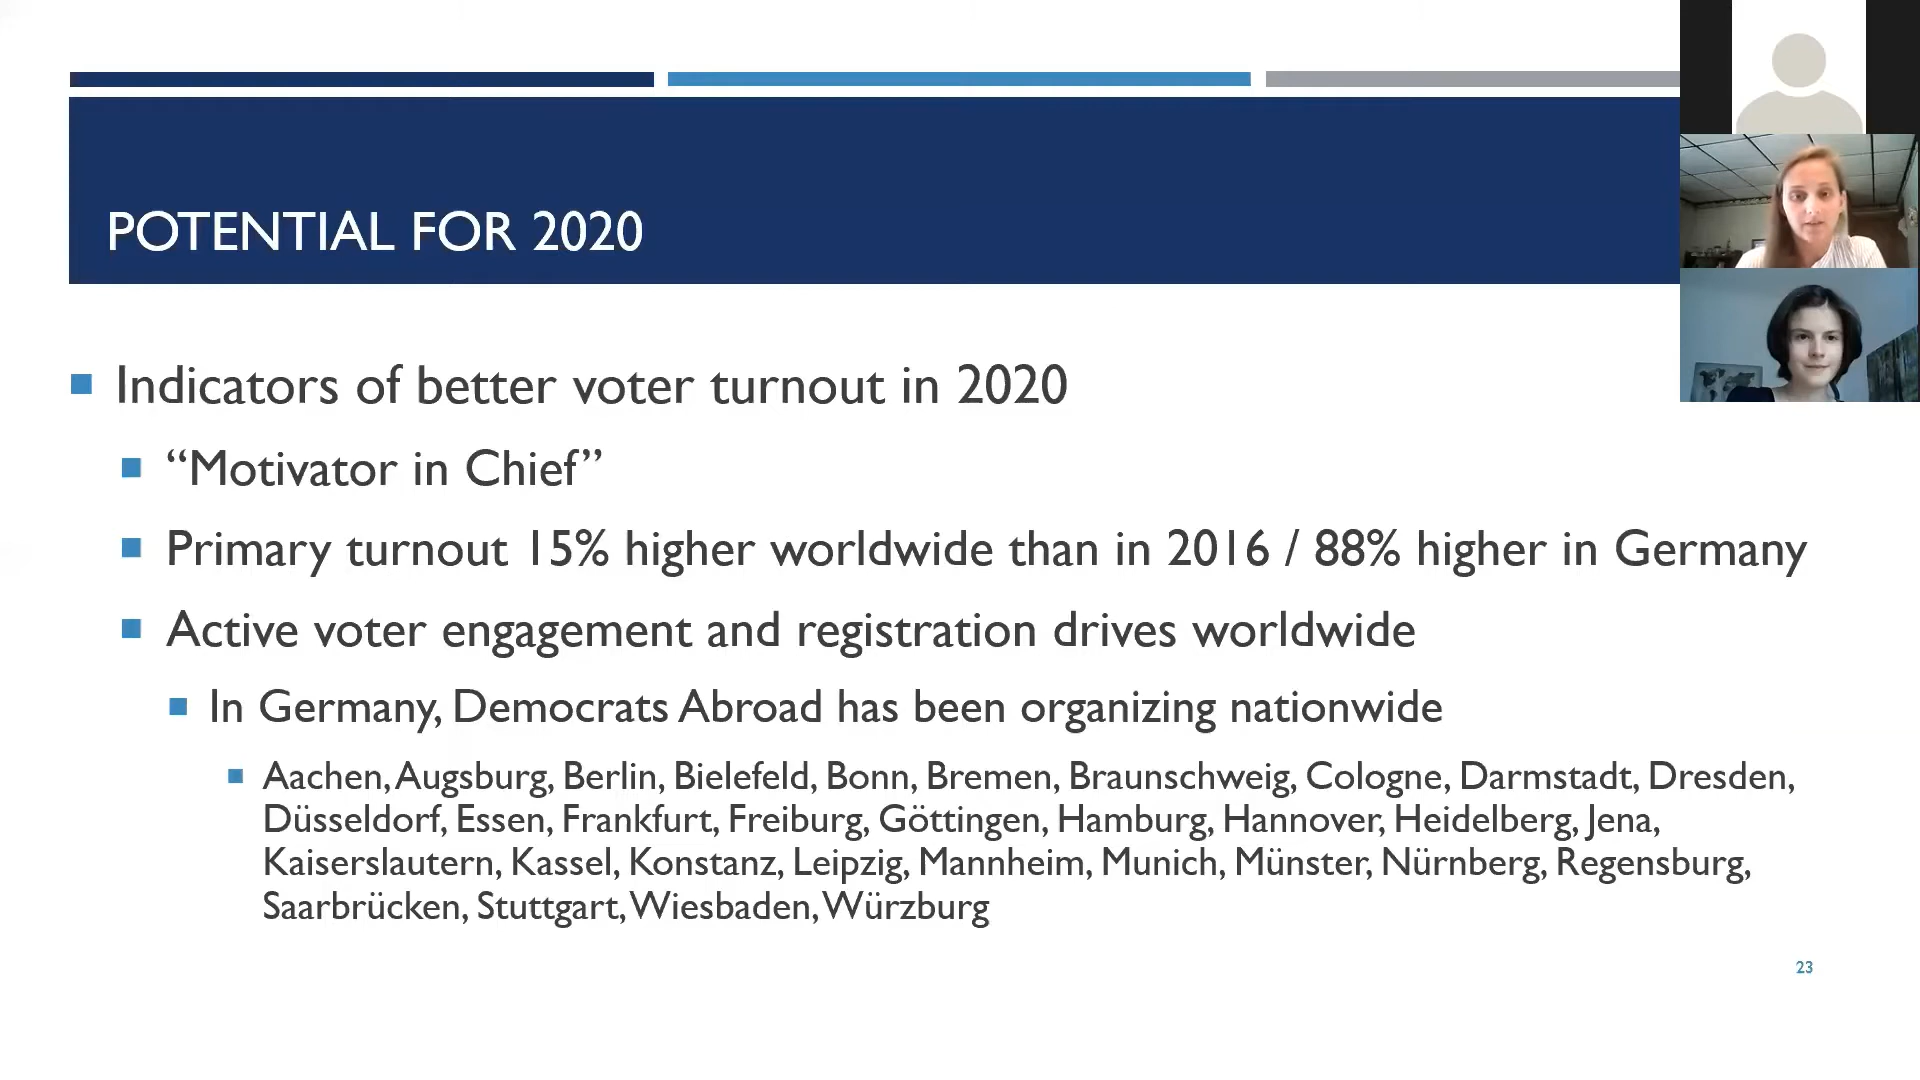 POTENTIAL FOR 2020
Indicators of better voter turnout in 2020
“Motivator in Chief”
Primary turnout 15% higher worldwide than in 2016 / 88% higher in Germany
Active voter engagement and registration drives worldwide
In Germany, Democrats Abroad has been organizing nationwide
Aachen, Augsburg, Berlin, Bielefeld, Bonn, Bremen, Braunschweig, Cologne, Darmstadt, Dresden,
Düsseldorf, Essen, Frankfurt, Freiburg, Göttingen, Hamburg, Hannover, Heidelberg, Jena,
Kaiserslautern, Kassel, Konstanz, Leipzig, Mannheim, Munich, Münster, Nürnberg, Regensburg,
Saarbrücken, Stuttgart, Wiesbaden, Würzburg
23